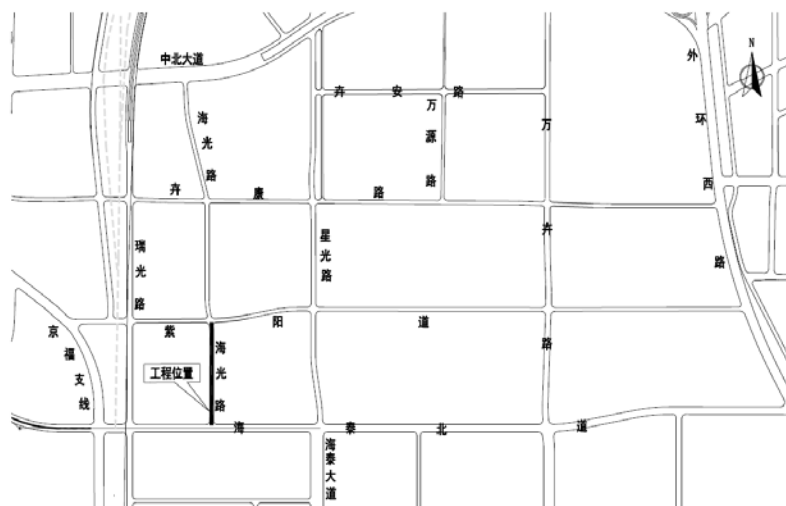 中北大道
N
外环西路
卉安路
万源路
海光路
万卉路
卉康路
瑞光路
星光路
紫阳道
京福支线
海光路
工程位置
海泰北道
海泰大道